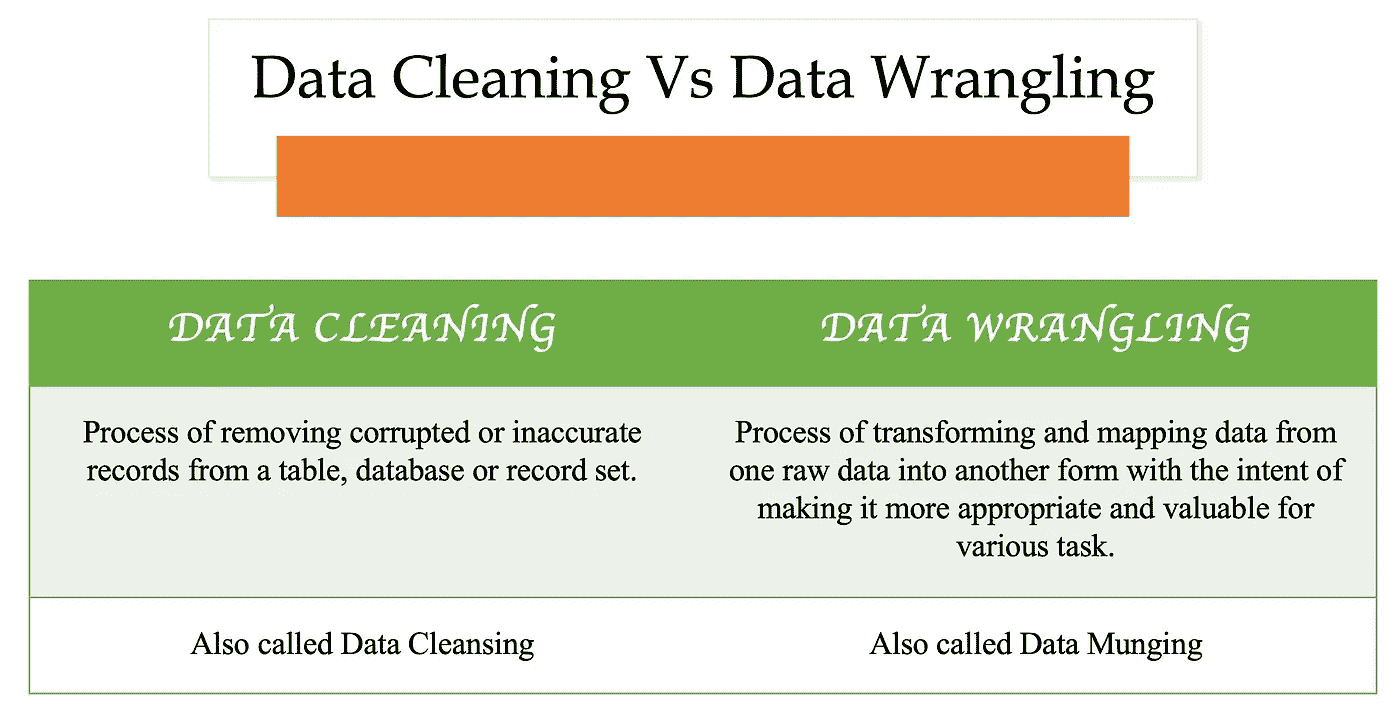 Data Cleaning Vs Data Wrangling
DATA CLEANING
DATA WRANGLING
Process of removing corrupted or inaccurate
records from a table, database or record set.
Process of transforming and mapping data from
one raw data into another form with the intent of
making it more appropriate and valuable for
various task.
Also called Data Cleansing
Also called Data Munging